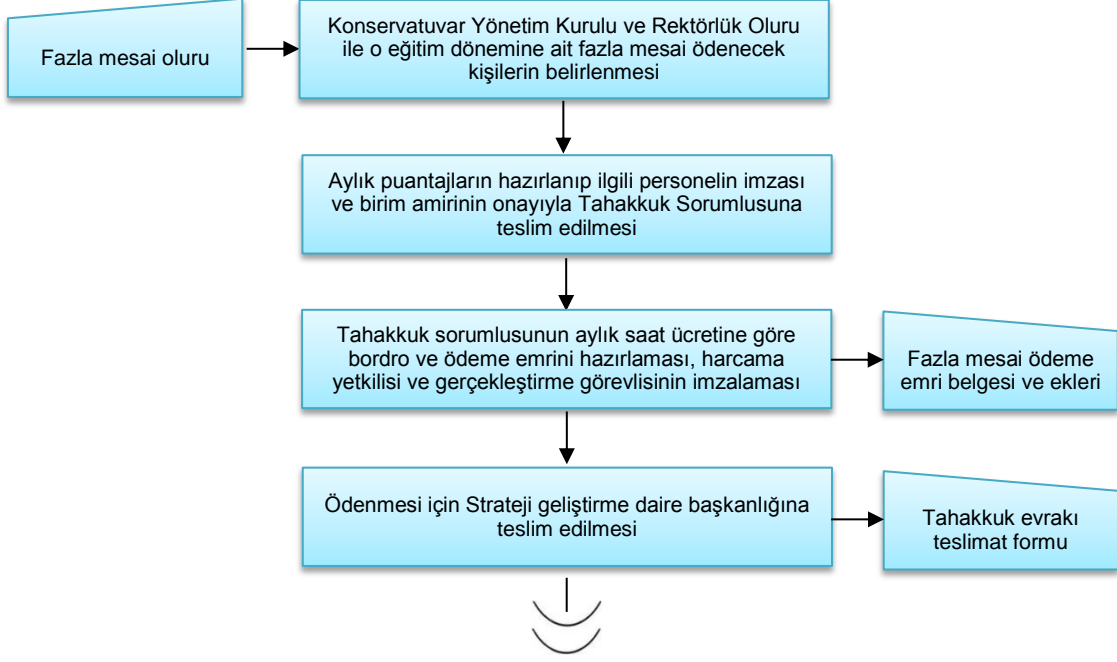 Fazla mesai oluru
Konservatuvar Yönetim Kurulu ve Rektörlük Oluru
ile o eğitim dönemine ait fazla mesai ödenecek
kişilerin belirlenmesi
Aylık puantajların hazırlanıp ilgili personelin imzası
ve birim amirinin onayıyla Tahakkuk Sorumlusuna
teslim edilmesi
Tahakkuk sorumlusunun aylık saat ücretine göre
bordro ve ödeme emrini hazırlaması, harcama
yetkilisi ve gerçekleştirme görevlisinin imzalaması
Fazla mesai ödeme
emri belgesi ve ekleri
Ödenmesi için Strateji geliştirme daire başkanlığına
teslim edilmesi
Tahakkuk evrakı
teslimat formu